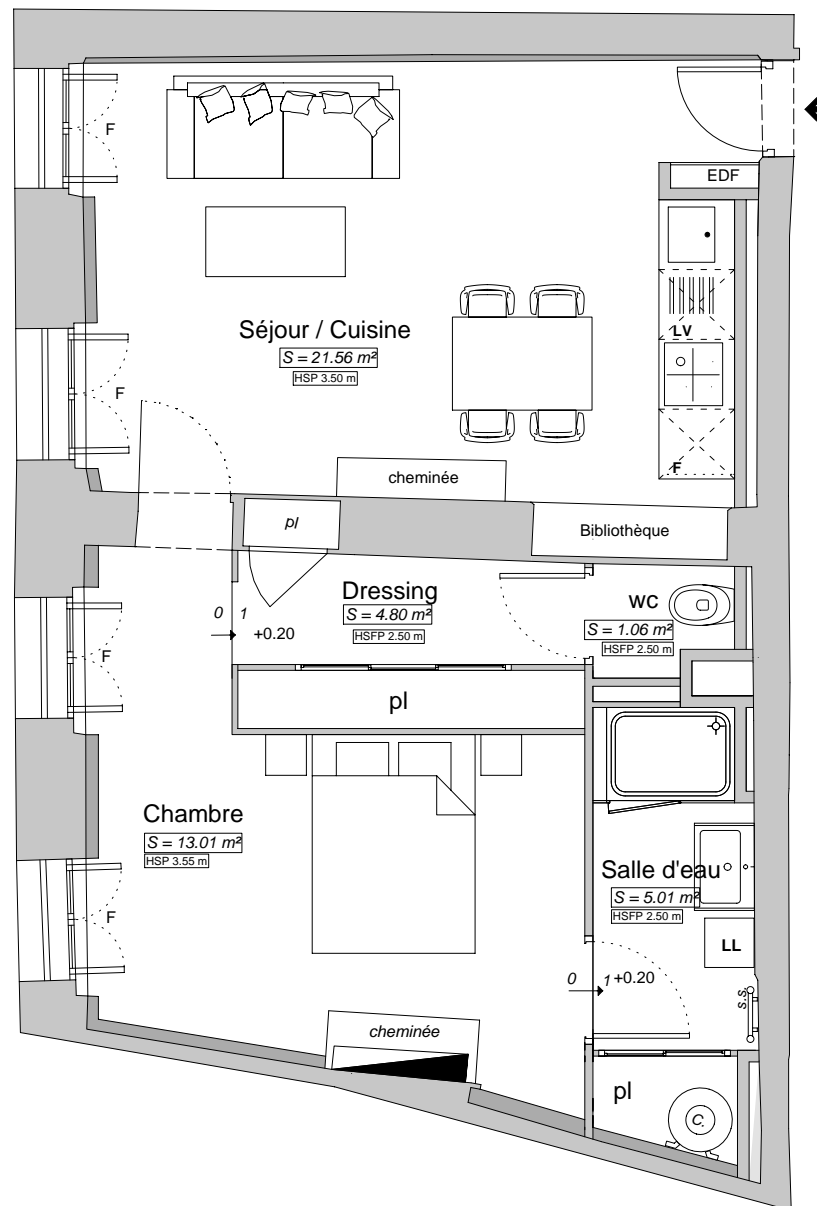 F
EDF
Séjour / Cuisine
S = 21.56 m²
HSP 3.50 m
LV
F
F
cheminée
pl
Bibliothèque
Dressing
S = 4.80 m²
HSFP 2.50 m
WC
S = 1.06 m²
HSFP 2.50 m
0 1
+0.20
F
pl
Chambre
S = 13.01 m²
HSP 3.55 m
Salle d'eau
S = 5.01 m²
HSFP 2.50 m
F
LL
0 1
+0.20
s.s.
cheminée
pl
C.